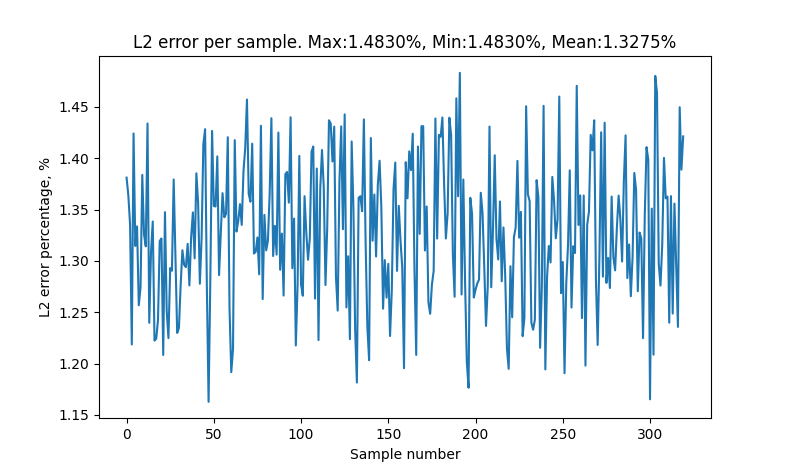 L2 error per sample. Max:1.4830%, Min:1.4830%, Mean:1.3275%
L2 error percentage, %
1.45
1.40
1.35
1.30
1.25
1.20
1.15
0 50 100 150 200 250 300
Sample number